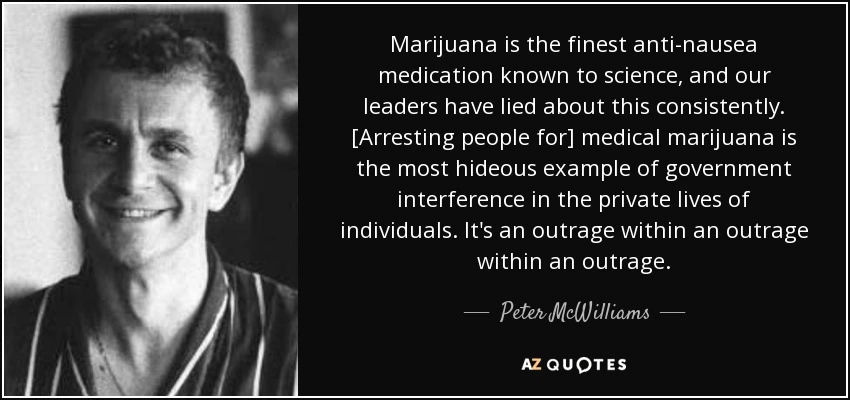 Marijuana is the finest anti-nausea
medication known to science, and our
leaders have lied about this consistently.
[Arresting people for] medical marijuana is
the most hideous example of government
interference in the private lives of
individuals. It's an outrage within an outrage
within an outrage.
Peter McWilliams
AZ QUOTES